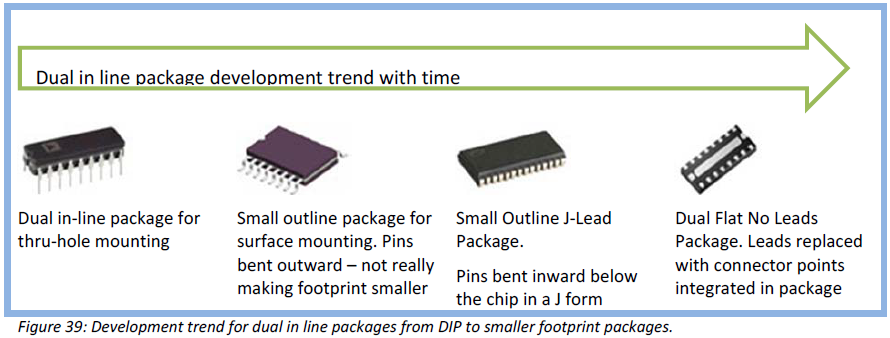 Dual in line package development trend with time
Dual in-line package for
thru-hole mounting
Small outline package for
surface mounting. Pins
bent outward – not really
making footprint smaller
Small Outline J-Lead
Package.
Pins bent inward below
the chip in a J form
Dual Flat No Leads
Package. Leads replaced
with connector points
integrated in package
Figure 39: Development trend for dual in line packages from DIP to smaller footprint packages.